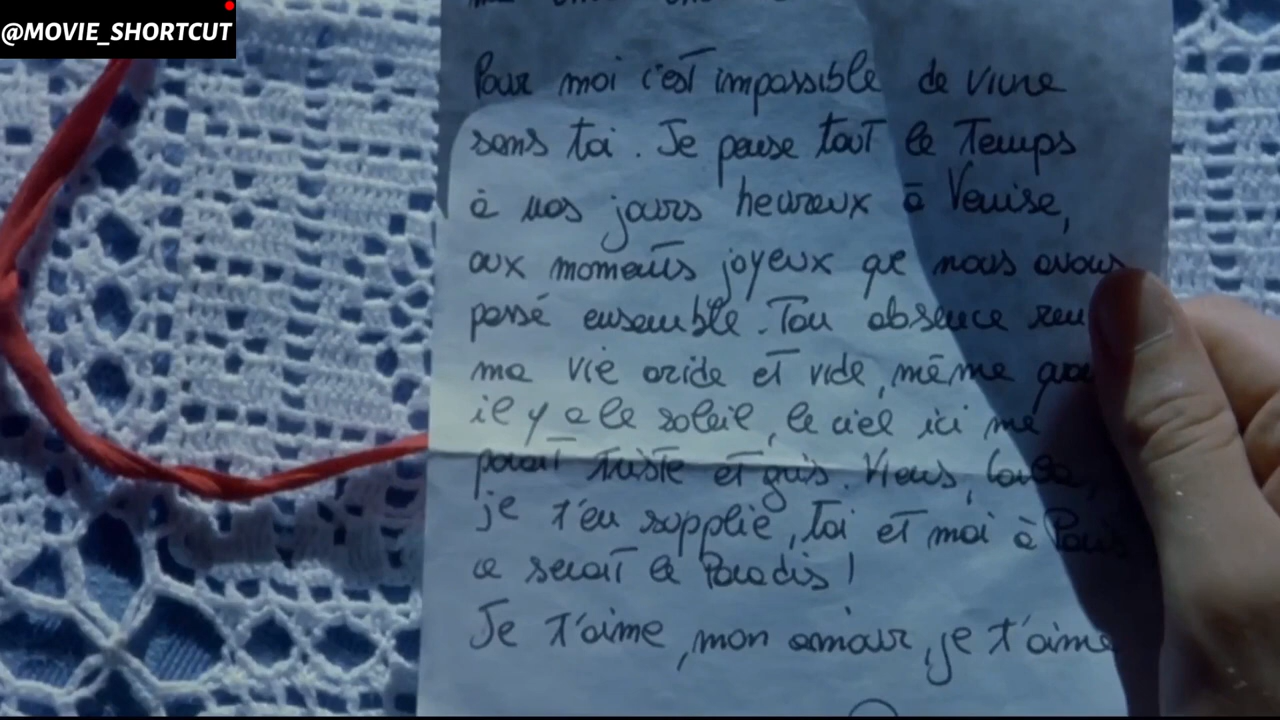 @MOVIE_SHORTCUT
Pour moi c'est impossible de vivre
sans toi. Je pense tout le temps
à nos jours heureux à Venise,
aux moments joyeux que nous avons
passé ensemble. Ton absence
ma vie aride et vide, même que
il y a le soleil, le ciel ici me
parait triste et gris. Viens,
je t'en supplie, toi et moi à Paris
ce serait le Paradis !
Je t'aime, mon amour, je t'aime